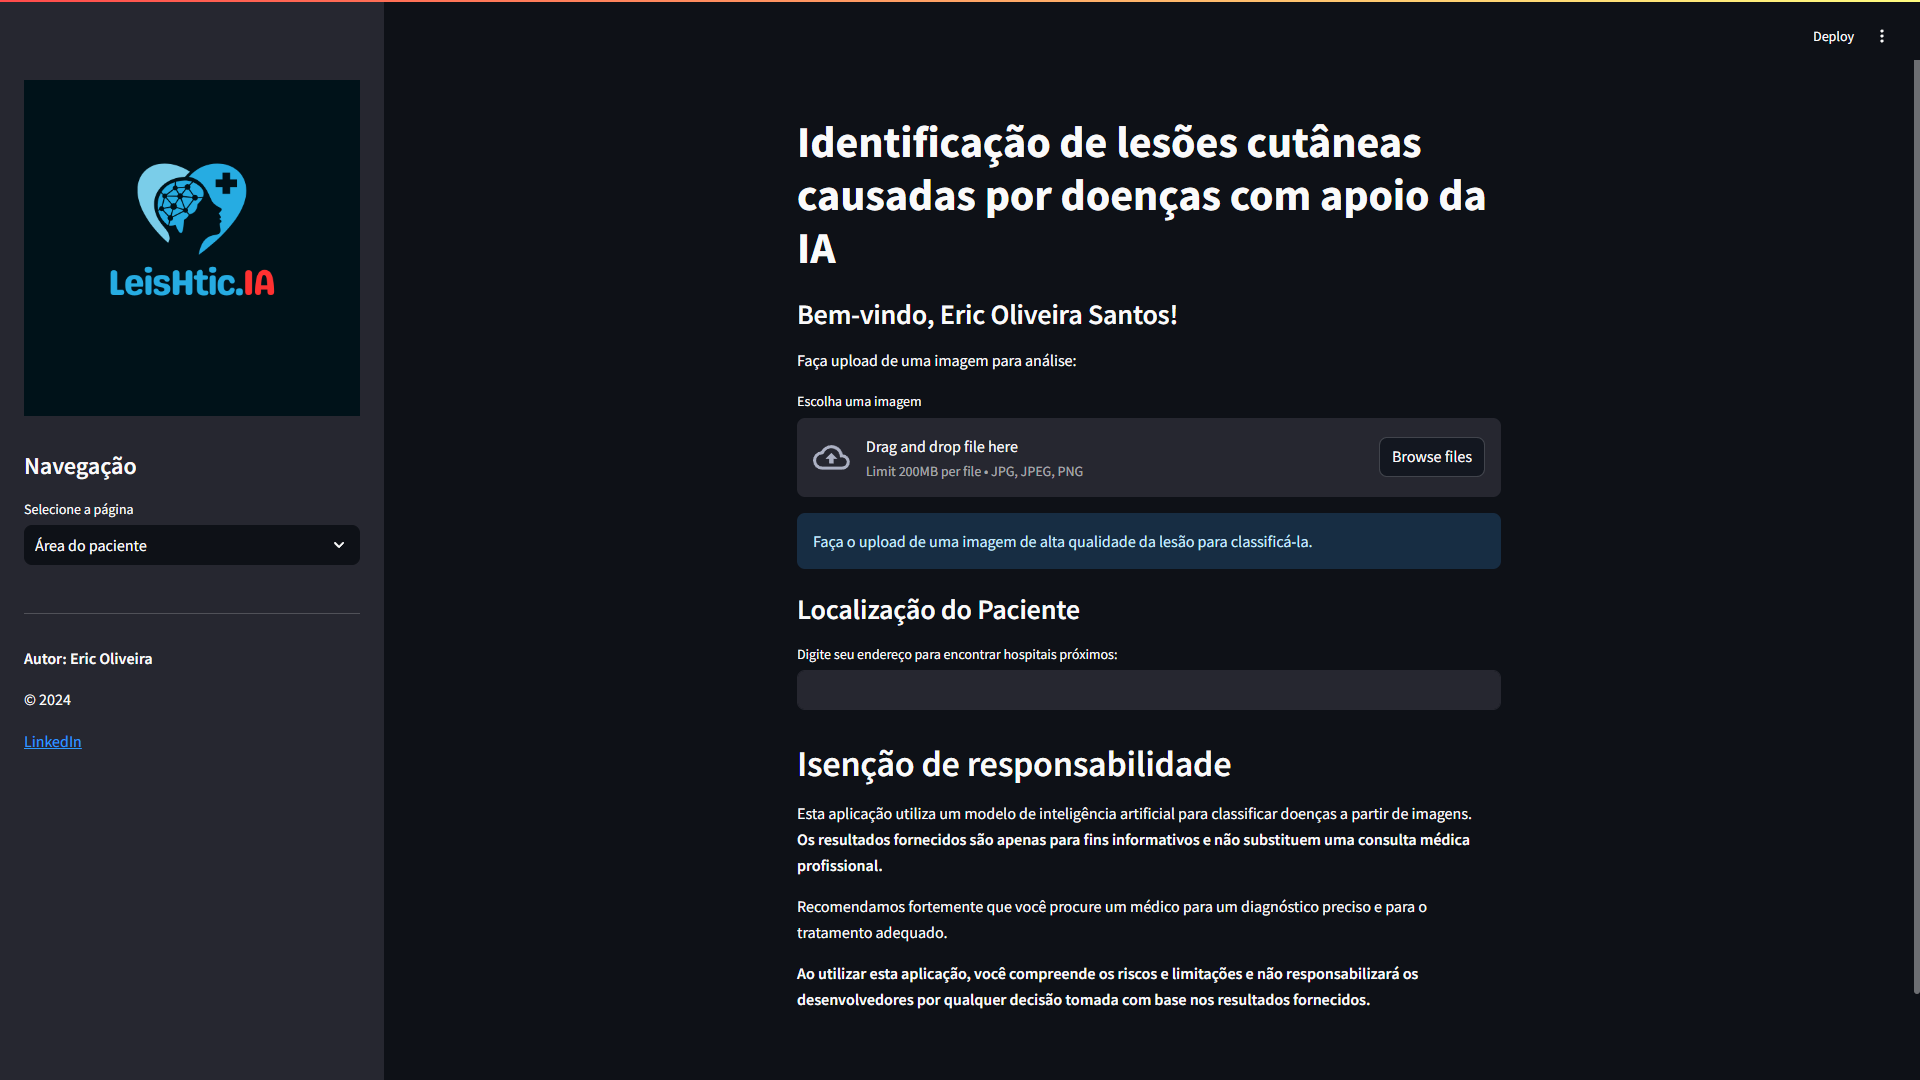 Deploy
LeisHtic.IA
Navegação
Selecione a página
Área do paciente
Autor: Eric Oliveira
© 2024
LinkedIn
Identificação de lesões cutâneas
causadas por doenças com apoio da
IA
Bem-vindo, Eric Oliveira Santos!
Faça upload de uma imagem para análise:
Escolha uma imagem
Drag and drop file here
Limit 200MB per file • JPG, JPEG, PNG
Browse files
Faça o upload de uma imagem de alta qualidade da lesão para classificá-la.
Localização do Paciente
Digite seu endereço para encontrar hospitais próximos:
Isenção de responsabilidade
Esta aplicação utiliza um modelo de inteligência artificial para classificar doenças a partir de imagens.
Os resultados fornecidos são apenas para fins informativos e não substituem uma consulta médica
profissional.
Recomendamos fortemente que você procure um médico para um diagnóstico preciso e para o
tratamento adequado.
Ao utilizar esta aplicação, você compreende os riscos e limitações e não responsabilizará os
desenvolvedores por qualquer decisão tomada com base nos resultados fornecidos.